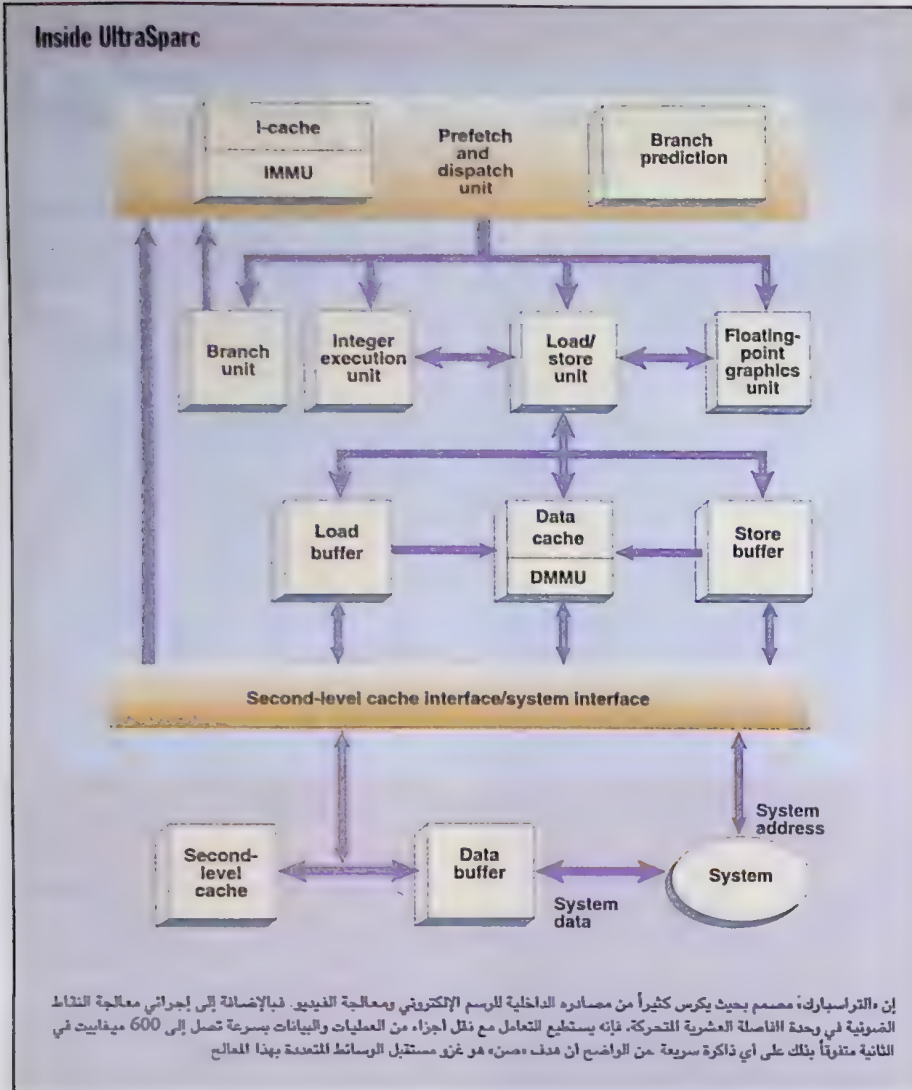 Inside UltraSparc
I-cache
IMMU
Prefetch
and
dispatch
unit
Branch
prediction
Branch
unit
Integer
execution
unit
Load/
store
unit
Floating-
point
graphics
unit
Load
buffer
Data
cache
DMMU
Store
buffer
Second-level cache interface/system interface
System
address
Second-
level
cache
Data
buffer
System
System
data
إن «التراسبارك» مصمم بحيث يكرس كثيراً من مصادره الداخلية للرسم الإلكتروني ومعالجة الفيديو. فبالإضافة إلى إجرائي معالجة النقاط
الضوئية في وحدة الفاصلة العشرية المتحركة، فإنه يستطيع التعامل مع نقل أجزاء من العمليات والبيانات بسرعة تصل إلى 600 ميغابيت في
الثانية متفوقاً بذلك على أي ذاكرة سريعة من الواضح ان هدف «صن» هو غزو مستقبل الوسائط المتعددة بهذا المعالج